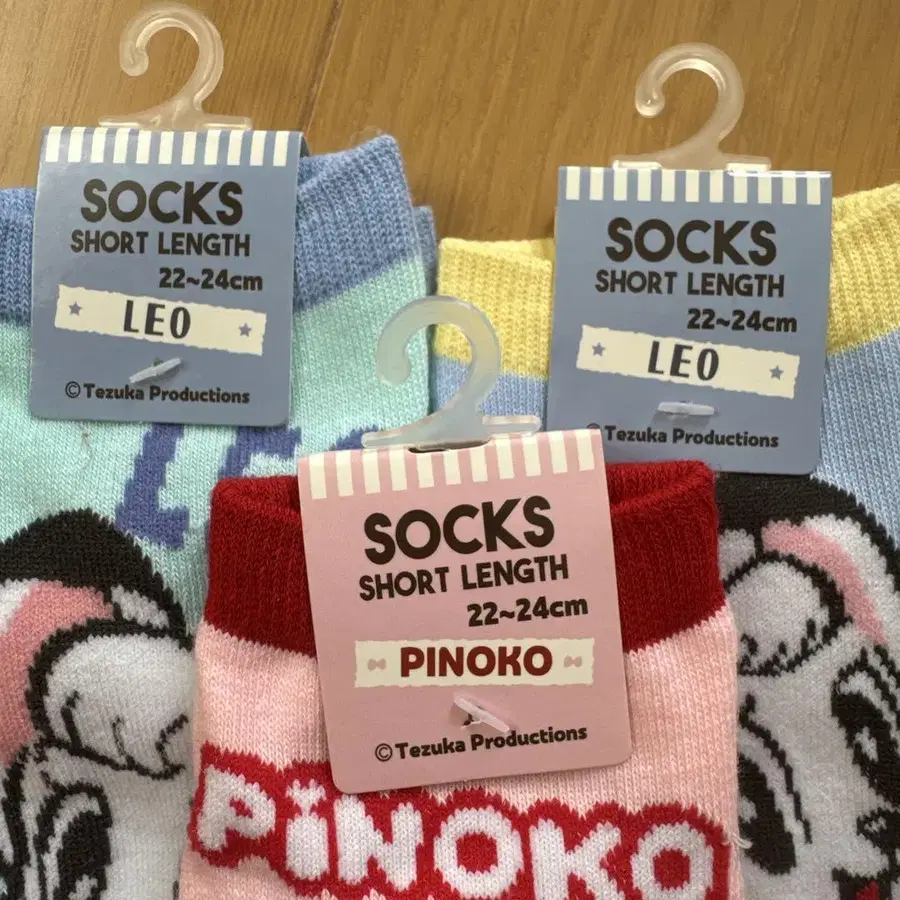 SOCKS
SHORT LENGTH
22~24cm
LEO
©Tezuka Productions
SOCKS
SHORT LENGTH
22~24cm
LEO
©Tezuka Productions
LEO
SOCKS
SHORT LENGTH
22~24cm
PINOKO
©Tezuka Productions
PiNOKO